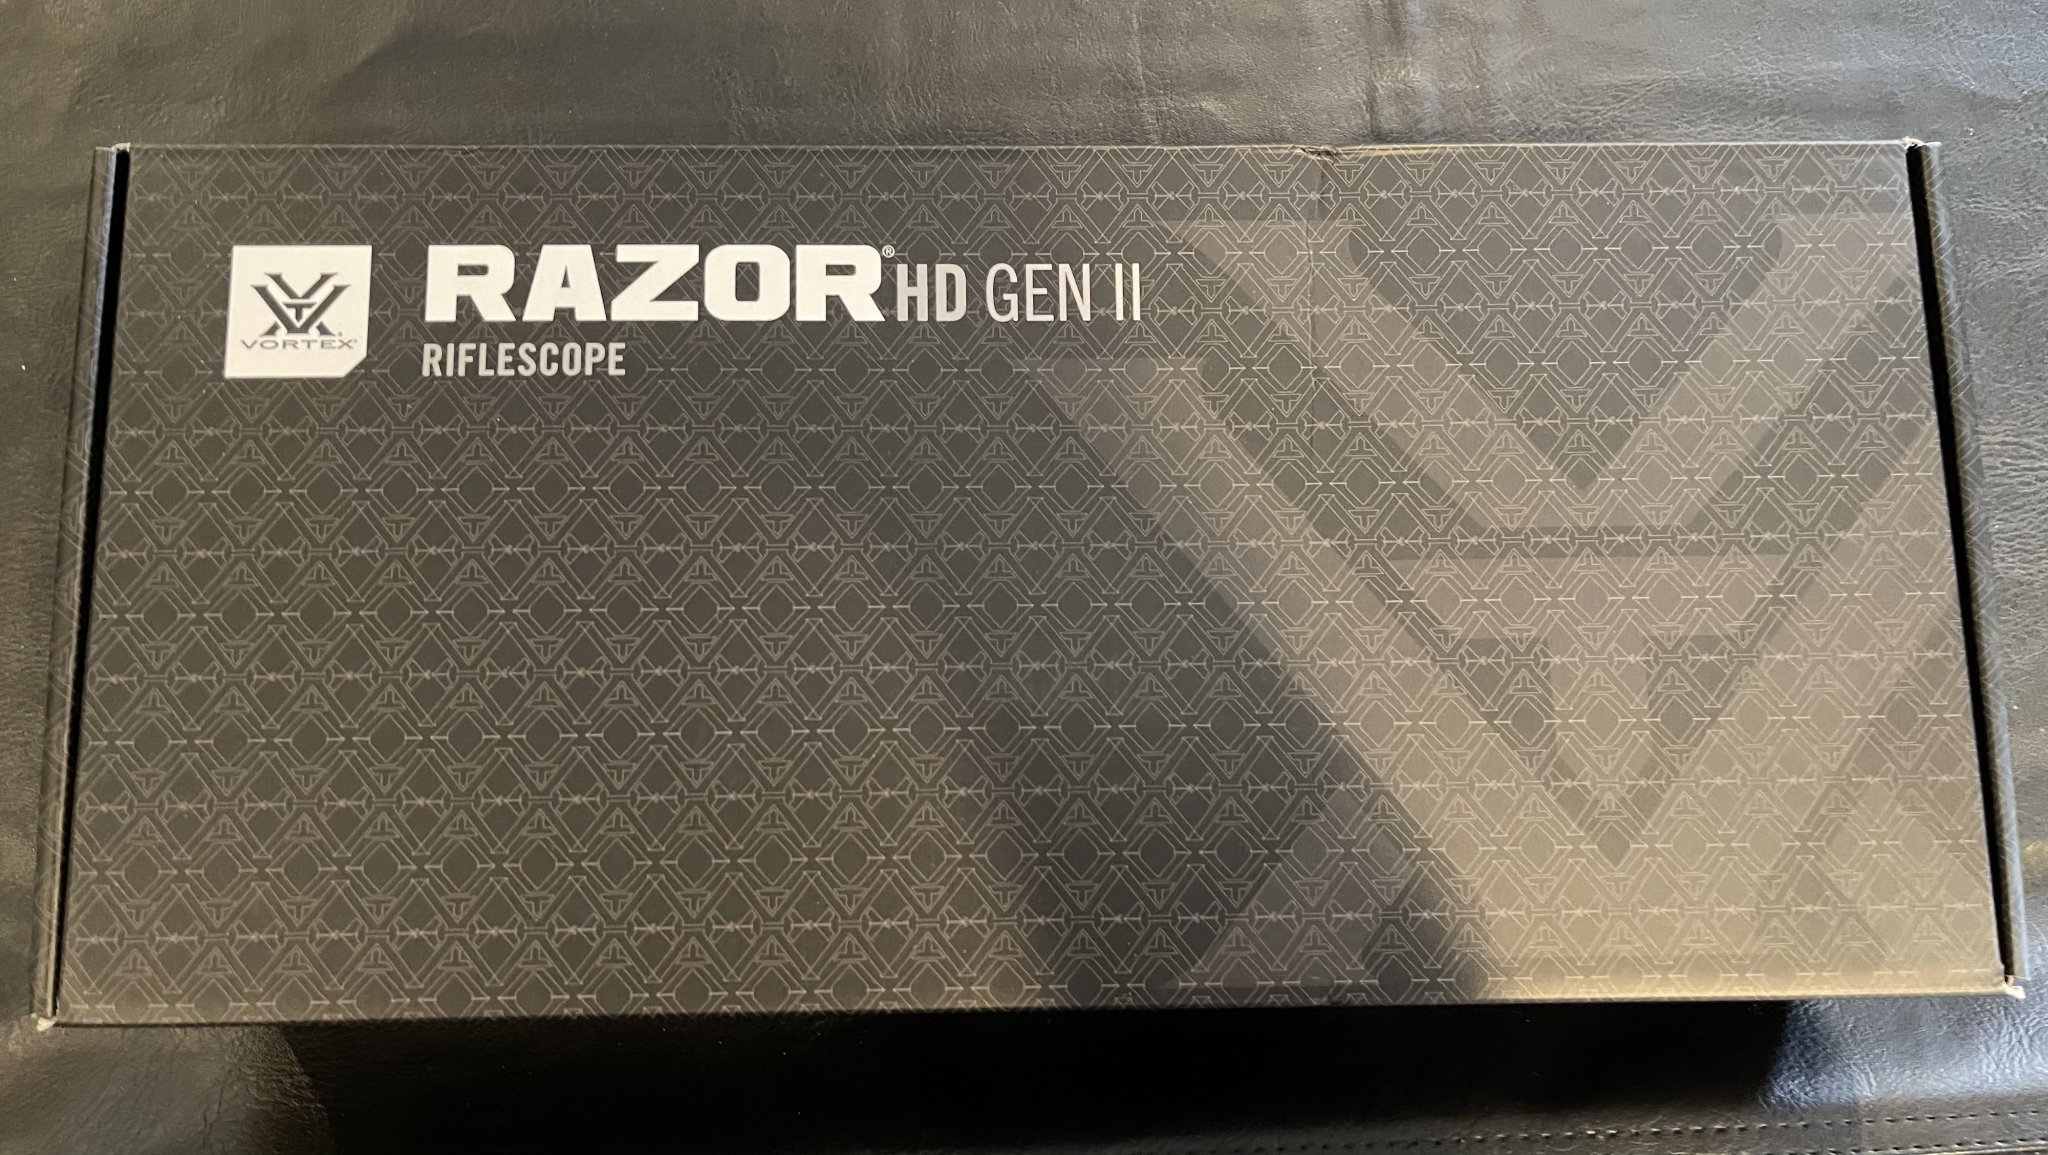 RAZOR® HD GEN II
VORTEX®
RIFLESCOPE